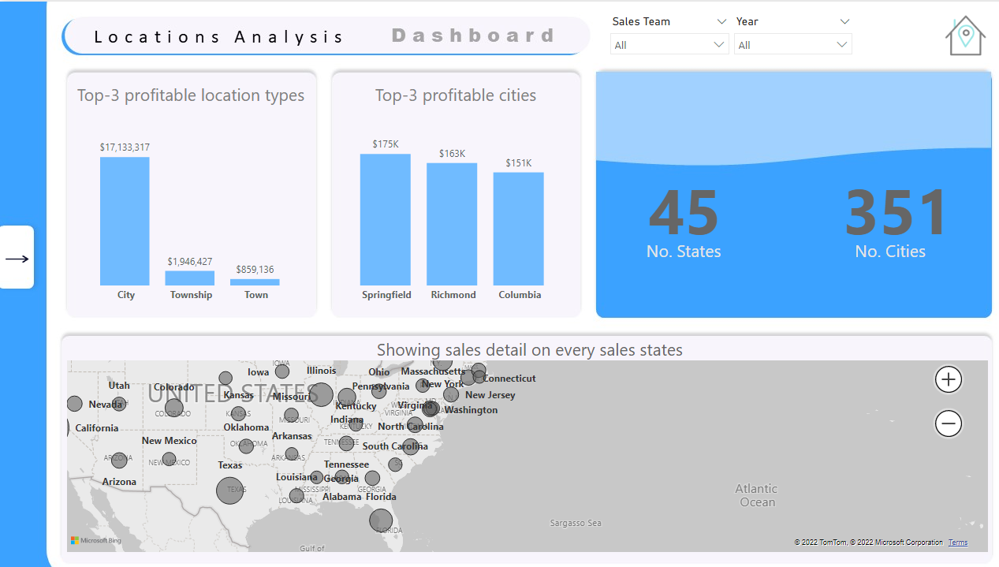 Locations Analysis Dashboard
Sales Team
Year
All
All
Top-3 profitable location types
$17,133,317
$1,946,427
$859,136
City Township Town
Top-3 profitable cities
$175K
$163K
$151K
Springfield Richmond Columbia
45
No. States
351
No. Cities
Showing sales detail on every sales states
IOWA
Iowa
Illinois
Ohio
Massachusetts
Connecticut
Utah
Colorado
UNITED STATES
Kansas
Missouri
Pennsylvania
New York
New Jersey
Nevada
COLORADO
KANSAS
MISSOURI
INDIANA
Kentucky
WEST
VIRGINIA
Virginia
Washington
California
Oklahoma
Indiana
KENTUCKY
North Carolina
New Mexico
Arkansas
OKLAHOMA
TENNESSEE
South Carolina
ARIZONA
NEW MEXICO
ARKANSAS
Texas
Tennessee
SC
Arizona
Louisiana
Georgia
TEXAS
MISSISSIPPI
GEORGIA
LOUISIANA
Alabama
Florida
FLORIDA
Atlantic
Ocean
Sargasso Sea
Gulf of
Microsoft Bing
© 2022 TomTom, © 2022 Microsoft Corporation Terms